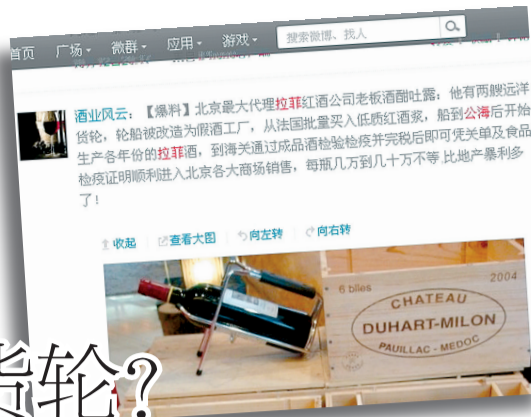 首页 广场 微群 应用 游戏 搜索微博、找人
酒业风云：【爆料】北京最大代理拉菲红酒公司老板酒酣吐露：他有两艘远洋
货轮，轮船被改造为假酒工厂，从法国批量买入低质红酒浆，船到公海后开始
生产各年份的拉菲酒，到海关通过成品酒检验检疫并完税后即可凭关单及食品
检疫证明顺利进入北京各大商场销售，每瓶几万到几十万不等.比地产暴利多
了！
收起 查看大图 向左转 向右转
6 btles
2004
CHATEAU
DUHART-MILON
PAUILLAC - MEDOC
货轮？